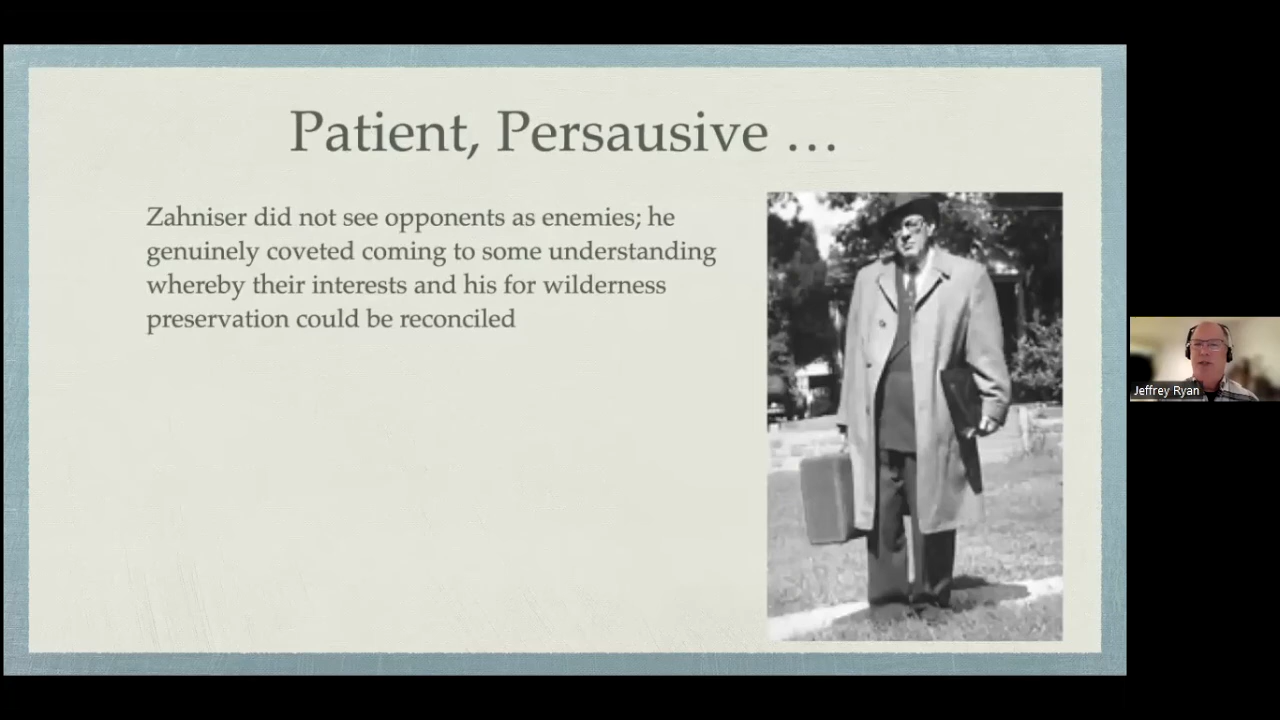 Patient, Persausive ...
Zahniser did not see opponents as enemies; he
genuinely coveted coming to some understanding
whereby their interests and his for wilderness
preservation could be reconciled
Jeffrey Ryan